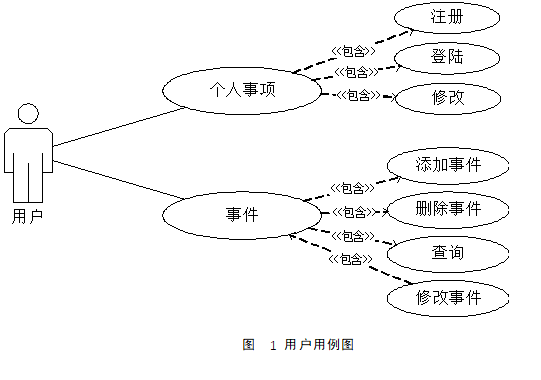 注册
<<包含>>
登陆
<<包含>>
个人事项
<<包含>>
修改
添加事件
<<包含>>
用户
事件
<<包含>>
删除事件
<<包含>>
查询
<<包含>>
修改事件
图 1 用户用例图